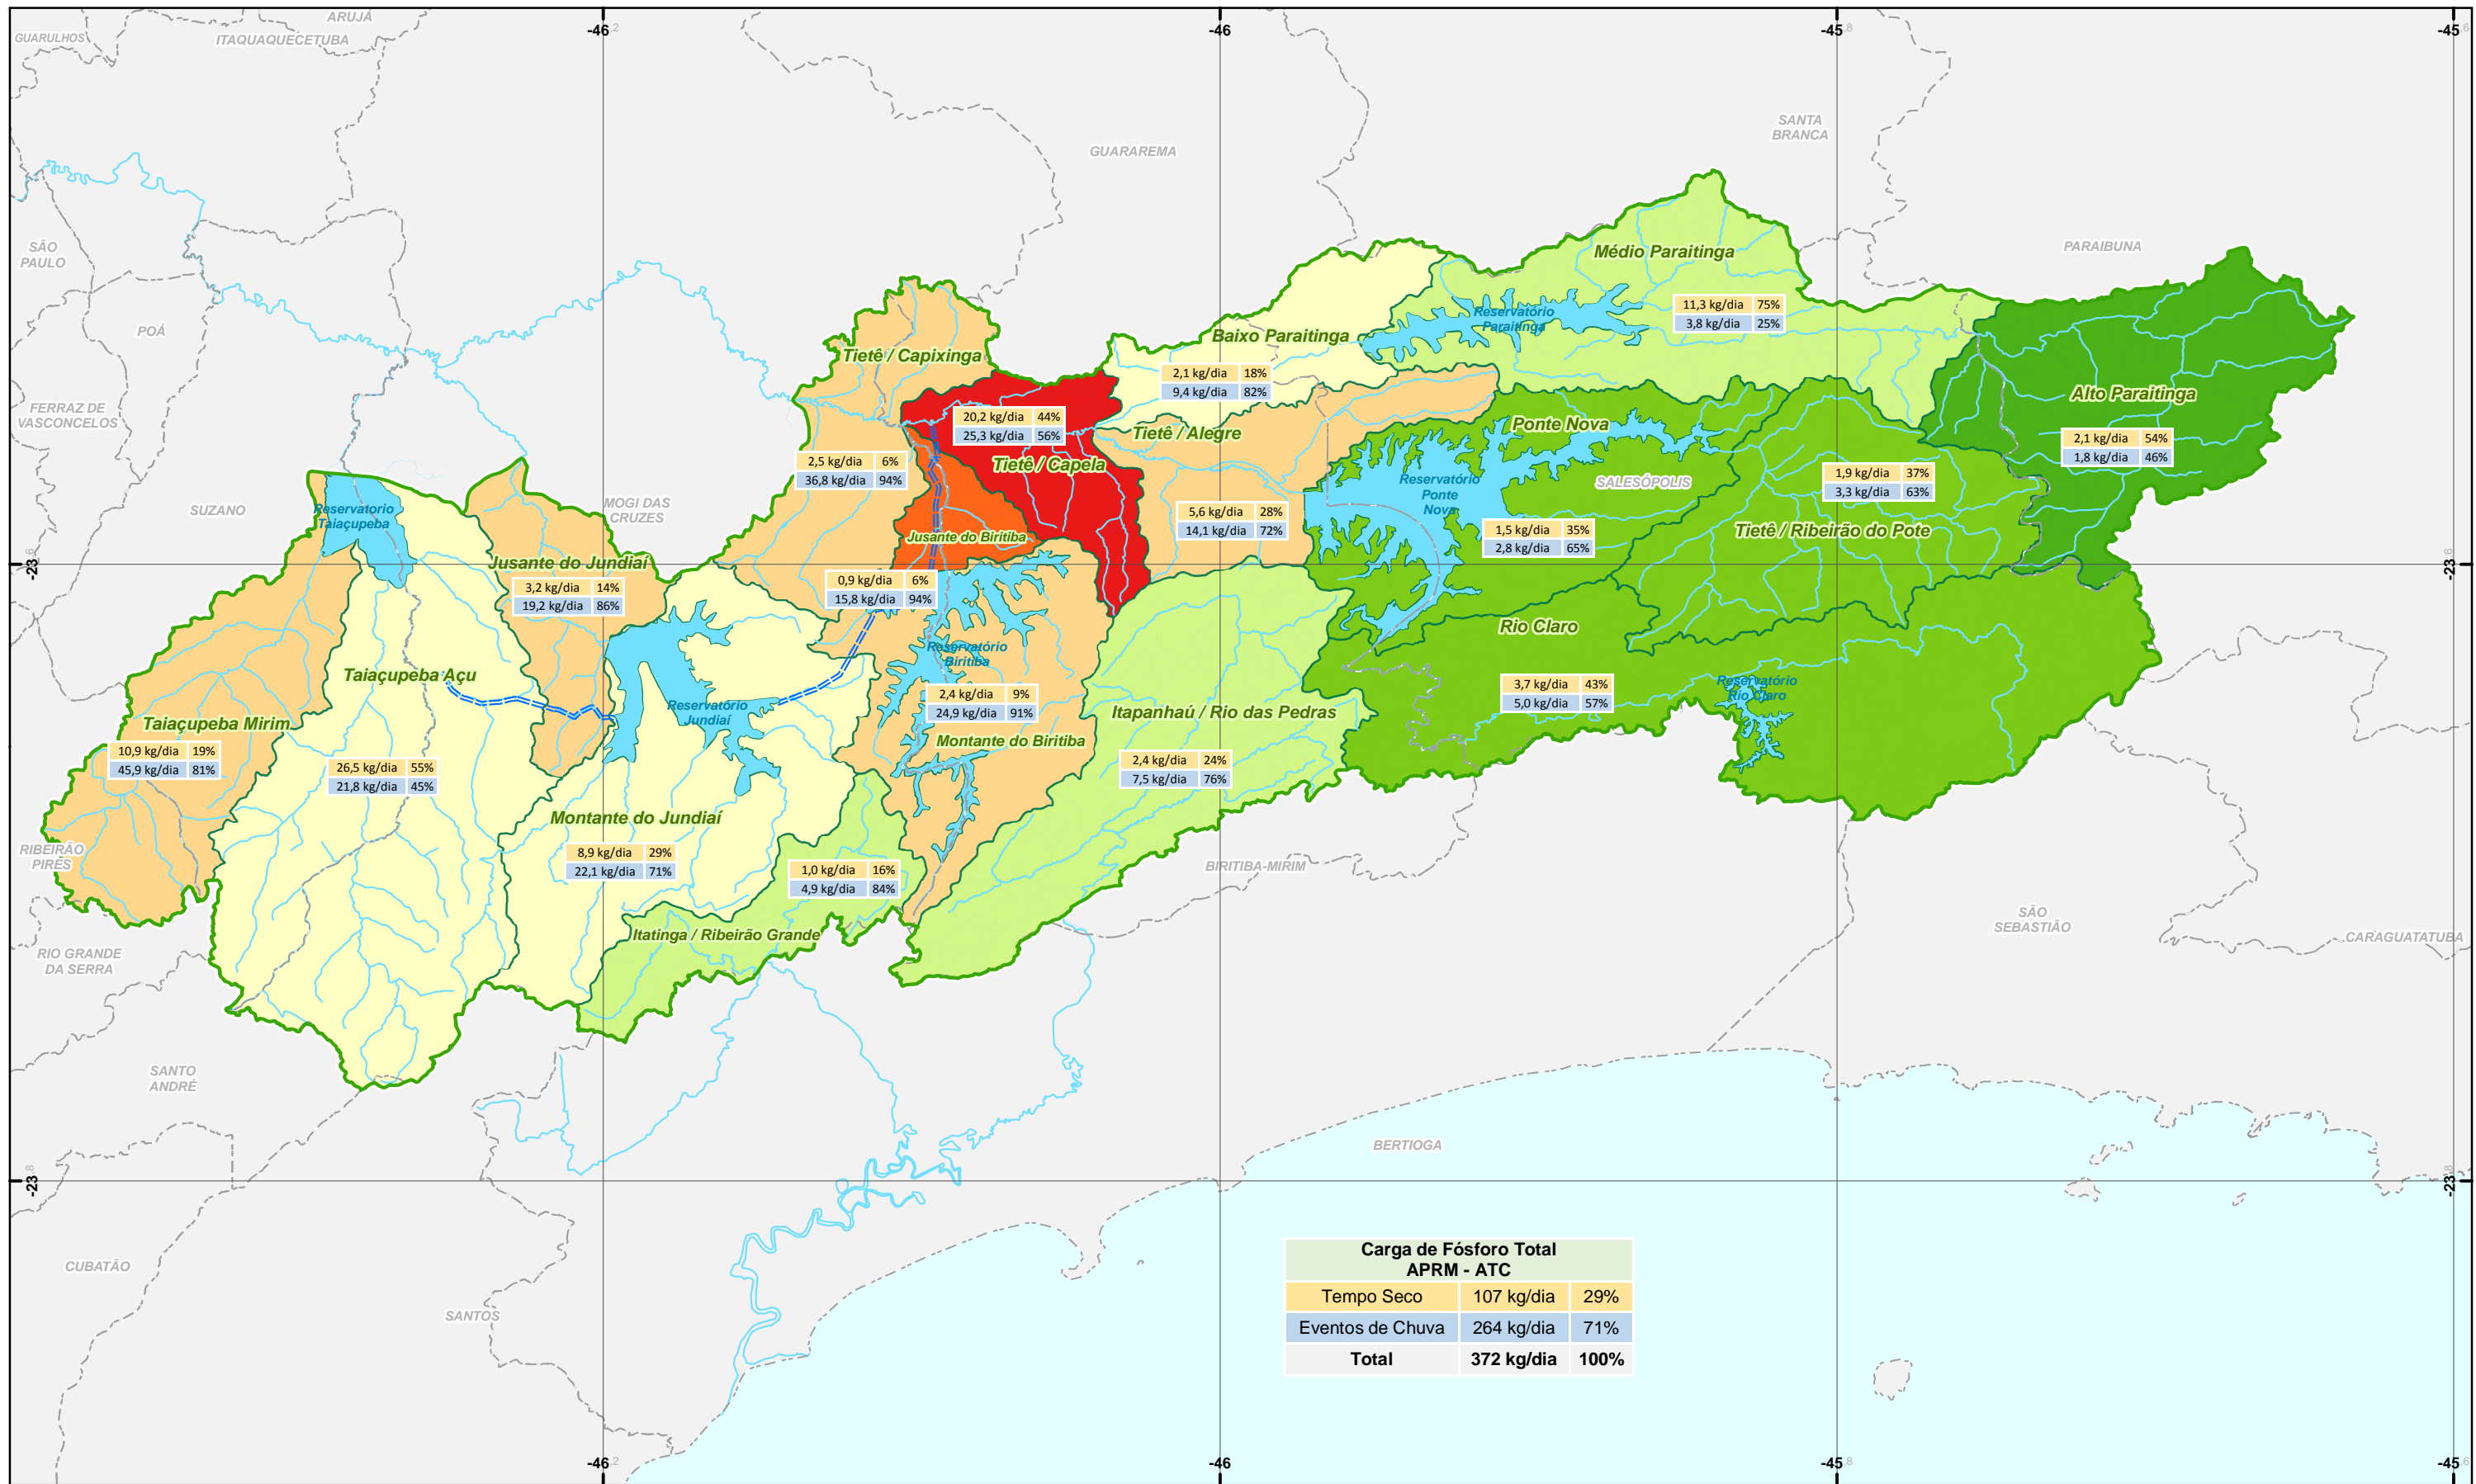 ARUJÁ
GUARULHOS
ITAQUAQUECETUBA
-46.2
-46
-45.8
-45.6
SANTA
BRANCA
GUARAREMA
SÃO
PAULO
PARAIBUNA
Médio Paraitinga
11,3 kg/dia 75%
3,8 kg/dia 25%
Reservatório
Paraitinga
POÁ
Baixo Paraitinga
2,1 kg/dia 18%
9,4 kg/dia 82%
Tietê / Capixinga
2,5 kg/dia 6%
36,8 kg/dia 94%
FERRAZ DE
VASCONCELOS
Alto Paraitinga
2,1 kg/dia 54%
1,8 kg/dia 46%
20,2 kg/dia 44%
25,3 kg/dia 56%
Tietê / Capela
Tietê / Alegre
5,6 kg/dia 28%
14,1 kg/dia 72%
Ponte Nova
Reservatório
Ponte
Nova
SALESÓPOLIS
1,5 kg/dia 35%
2,8 kg/dia 65%
1,9 kg/dia 37%
3,3 kg/dia 63%
Tietê / Ribeirão do Pote
SUZANO
Reservatorio
Taiaçupeba
MOGI DAS
CRUZES
Jusante do Biritiba
0,9 kg/dia 6%
15,8 kg/dia 94%
-23.6
-23.6
Jusante do Jundiaí
3,2 kg/dia 14%
19,2 kg/dia 86%
Rio Claro
3,7 kg/dia 43%
5,0 kg/dia 57%
Reservatório
Rio Claro
Reservatório
Biritiba
2,4 kg/dia 9%
24,9 kg/dia 91%
Montante do Biritiba
Taiaçupeba Açu
26,5 kg/dia 55%
21,8 kg/dia 45%
Taiaçupeba Mirim
10,9 kg/dia 19%
45,9 kg/dia 81%
Reservatório
Jundiaí
Itapanhaú / Rio das Pedras
2,4 kg/dia 24%
7,5 kg/dia 76%
Montante do Jundiaí
8,9 kg/dia 29%
22,1 kg/dia 71%
1,0 kg/dia 16%
4,9 kg/dia 84%
Itatinga / Ribeirão Grande
RIBEIRÃO
PIRES
BIRITIBA-MIRIM
SÃO
SEBASTIÃO
CARAGUATATUBA
RIO GRANDE
DA SERRA
SANTO
ANDRÉ
BERTIOGA
-23.8
-23.8
CUBATÃO
SANTOS
Carga de Fósforo Total
APRM - ATC
Tempo Seco 107 kg/dia 29%
Eventos de Chuva 264 kg/dia 71%
Total 372 kg/dia 100%
-46.2
-46
-45.8
-45.6